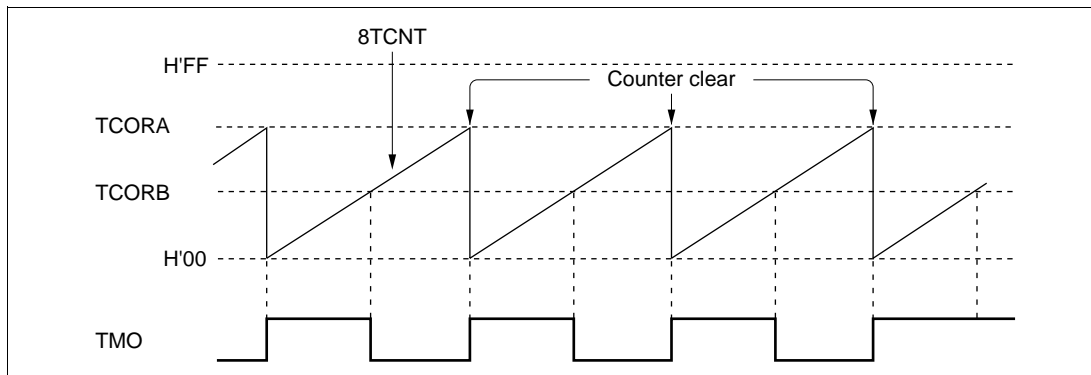 8TCNT
H'FF
Counter clear
TCORA
TCORB
H'00
TMO